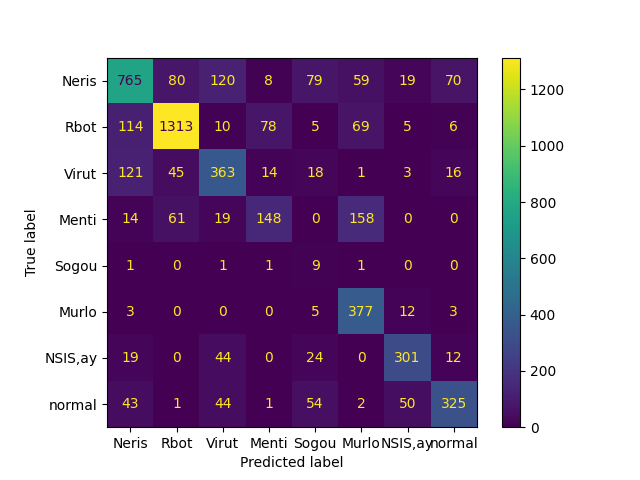 Neris 765 80 120 8 79 59 19 70
Rbot 114 1313 10 78 5 69 5 6
Virut 121 45 363 14 18 1 3 16
Menti 14 61 19 148 0 158 0 0
Sogou 1 0 1 1 9 1 0 0
Murlo 3 0 0 0 5 377 12 3
NSIS,ay 19 0 44 0 24 0 301 12
normal 43 1 44 1 54 2 50 325
Neris Rbot Virut Menti Sogou Murlo NSIS,ay normal
Predicted label
True label
1200
1000
800
600
400
200
0